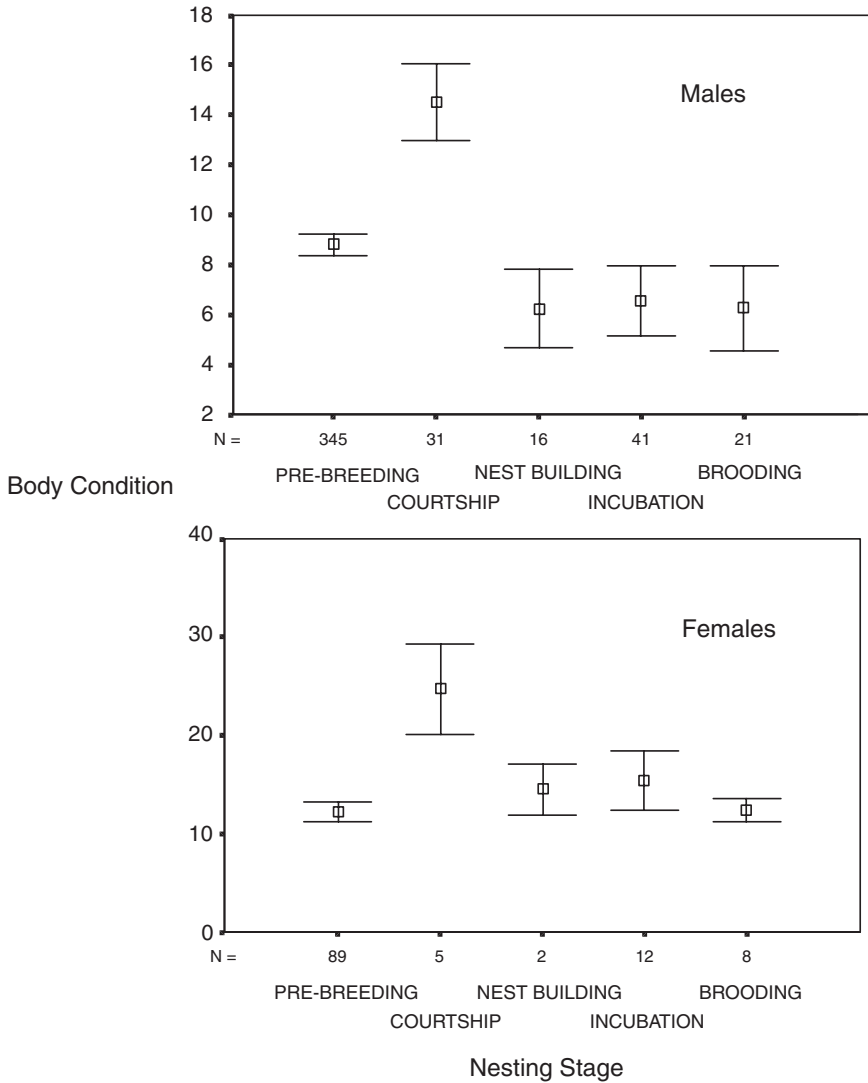 18
16
14
12
10
8
6
4
2
Males
N = 345 31 16 41 21
PRE-BREEDING NEST BUILDING BROODING
COURTSHIP INCUBATION
Body Condition
40
30
20
10
0
Females
N = 89 5 2 12 8
PRE-BREEDING NEST BUILDING BROODING
COURTSHIP INCUBATION
Nesting Stage